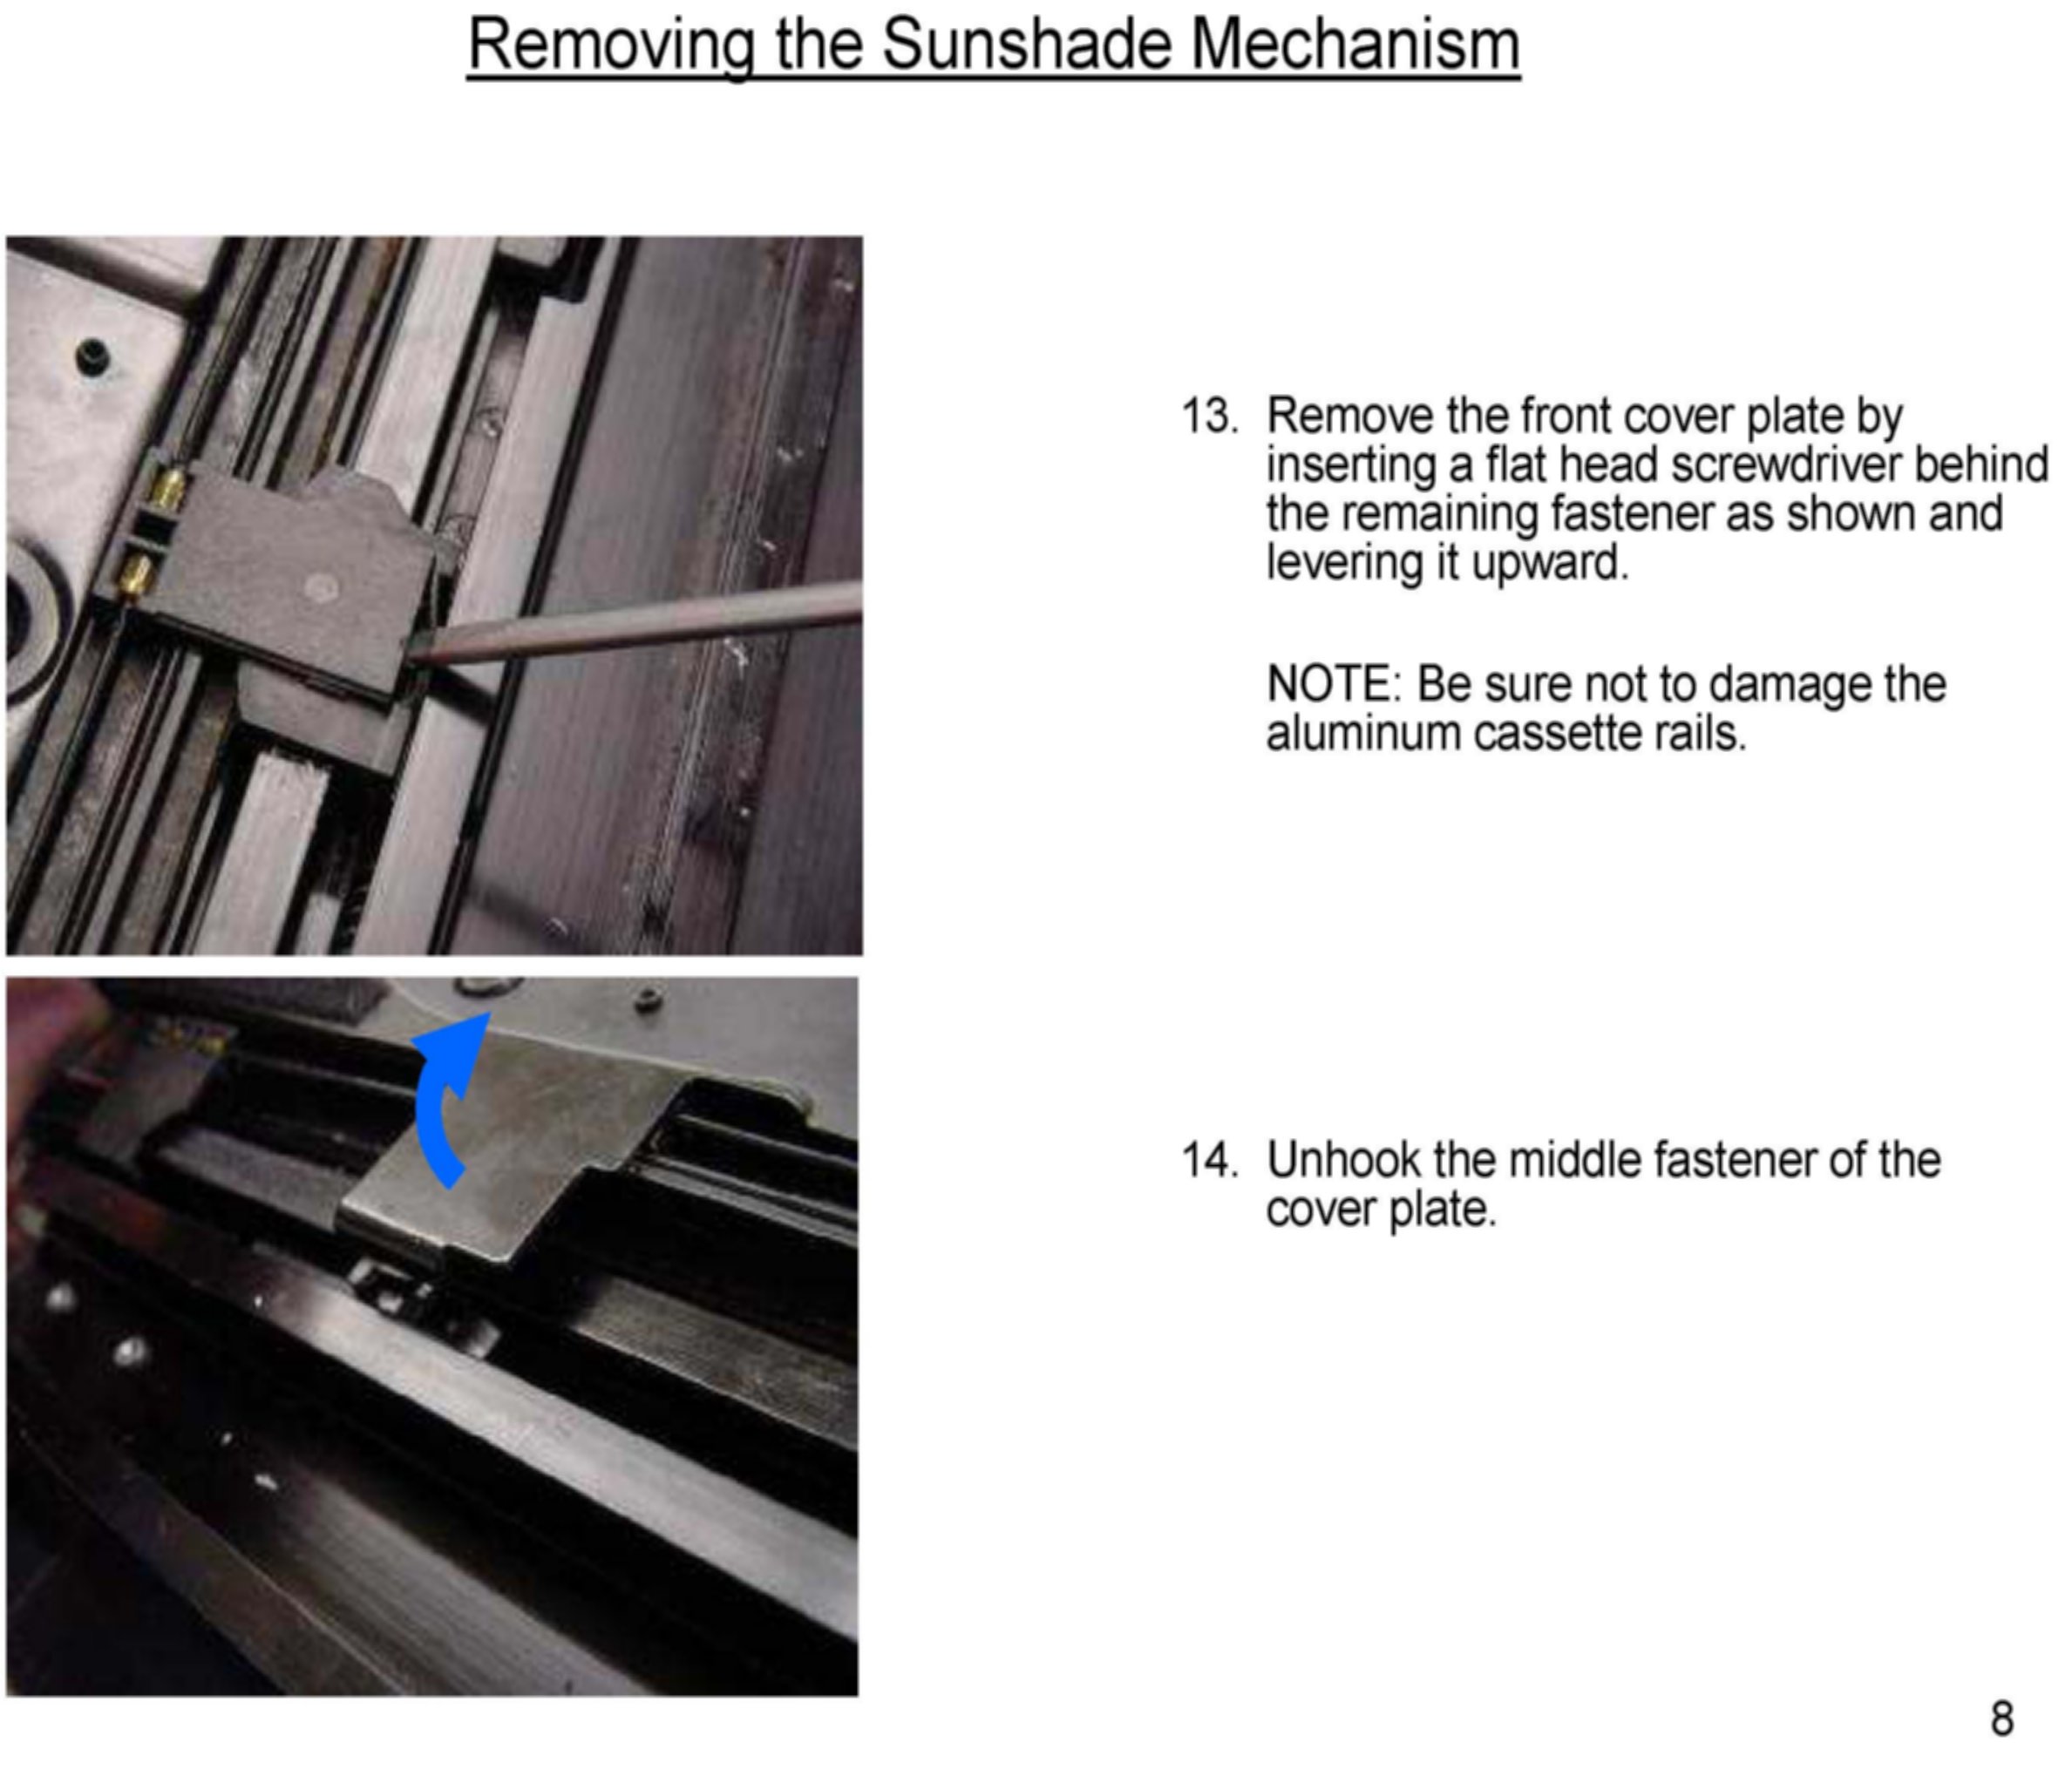 Removing the Sunshade Mechanism
13. Remove the front cover plate by
inserting a flat head screwdriver behind
the remaining fastener as shown and
levering it upward.
NOTE: Be sure not to damage the
aluminum cassette rails.
14. Unhook the middle fastener of the
cover plate.
8